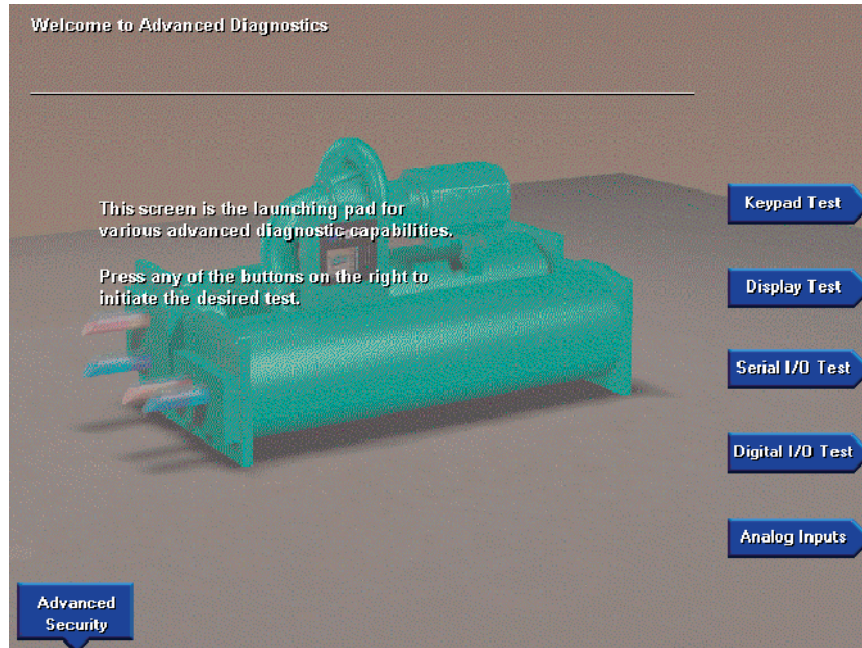 Welcome to Advanced Diagnostics
This screen is the launching pad for
various advanced diagnostic capabilities.
Press any of the buttons on the right to
initiate the desired test.
Keypad Test
Display Test
Serial I/O Test
Digital I/O Test
Analog Inputs
Advanced
Security